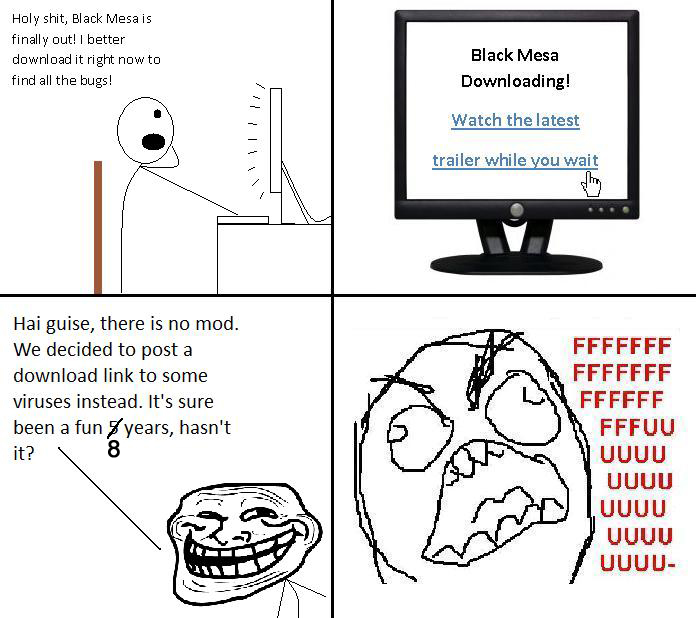 Holy shit, Black Mesa is
finally out! I better
download it right now to
find all the bugs!
Black Mesa
Downloading!
Watch the latest
trailer while you wait
Hai guise, there is no mod.
We decided to post a
download link to some
viruses instead. It's sure
been a fun 5 years, hasn't
8
it?
FFFFFFF
FFFFFFF
FFFFFF
FFFUU
UUUU
UUUU
UUUU
UUUU
UUUU-